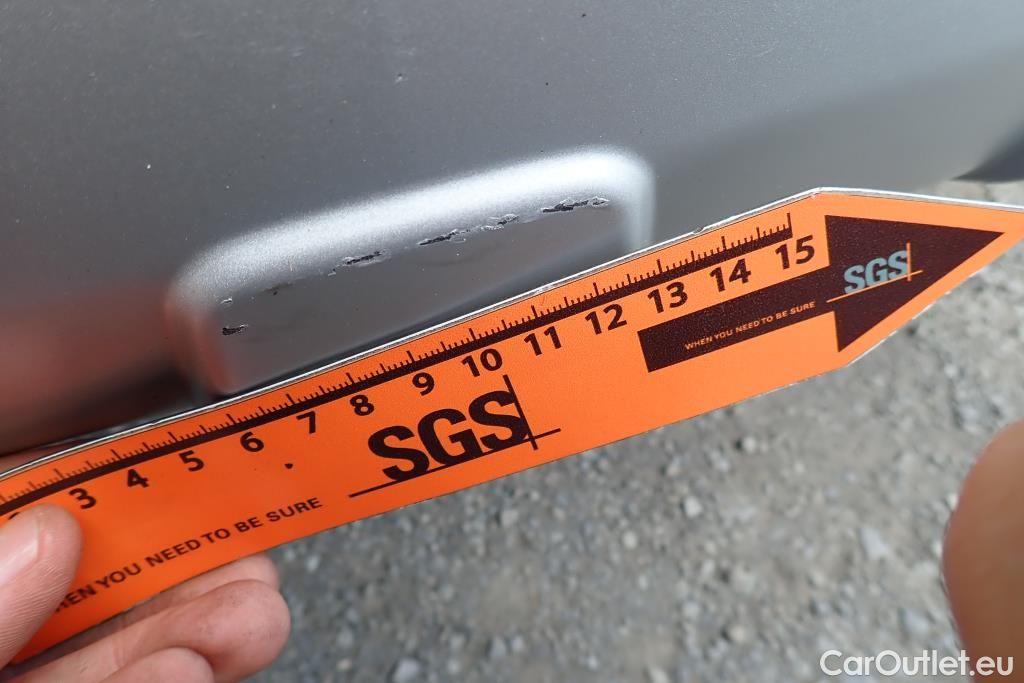 3 4 5 6 7 8 9 10 11 12 13 14 15
SGS
WHEN YOU NEED TO BE SURE
SGS
YOU NEED TO BE SURE
CarOutlet.eu